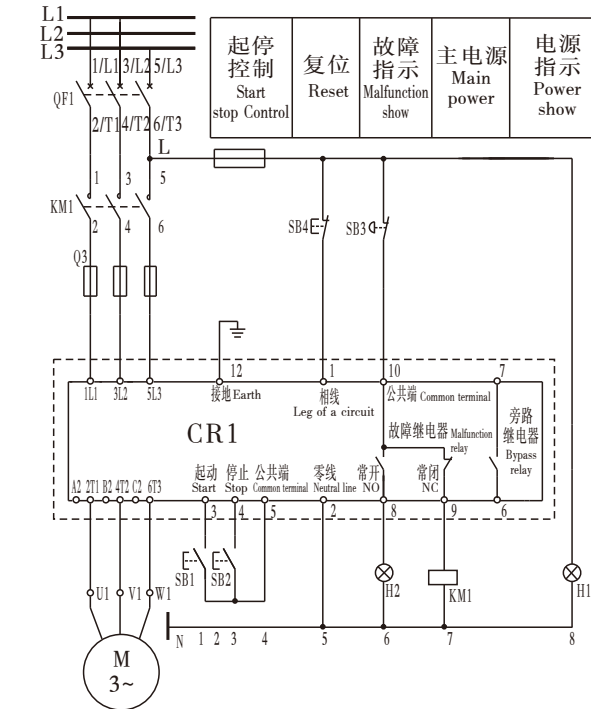 L1
L2
L3
1/L1 3/L2 5/L3
QF1
2/T1 4/T2 6/T3
起停
控制
Start
stop Control
复位
Reset
故障
指示
Malfunction
show
主电源
Main
power
电源
指示
Power
show
L
1 3 5
KM1
2 4 6
Q3
SB4
SB3
12 1 10 7
1L1 3L2 5L3
接地 Earth
相线
Leg of a circuit
公共端 Common terminal
CR1
故障继电器 Malfunction
relay
旁路
继电器
Bypass
relay
起动
Start
停止
Stop
公共端
Common terminal
零线
Neutral line
常开
NO
常闭
NC
A2 2T1 B2 4T2 C2 6T3
3 4 5 2 8 9 6
SB1
SB2
H2
KM1
H1
U1 V1 W1
N 1 2 3 4 5 6 7 8
M
3~